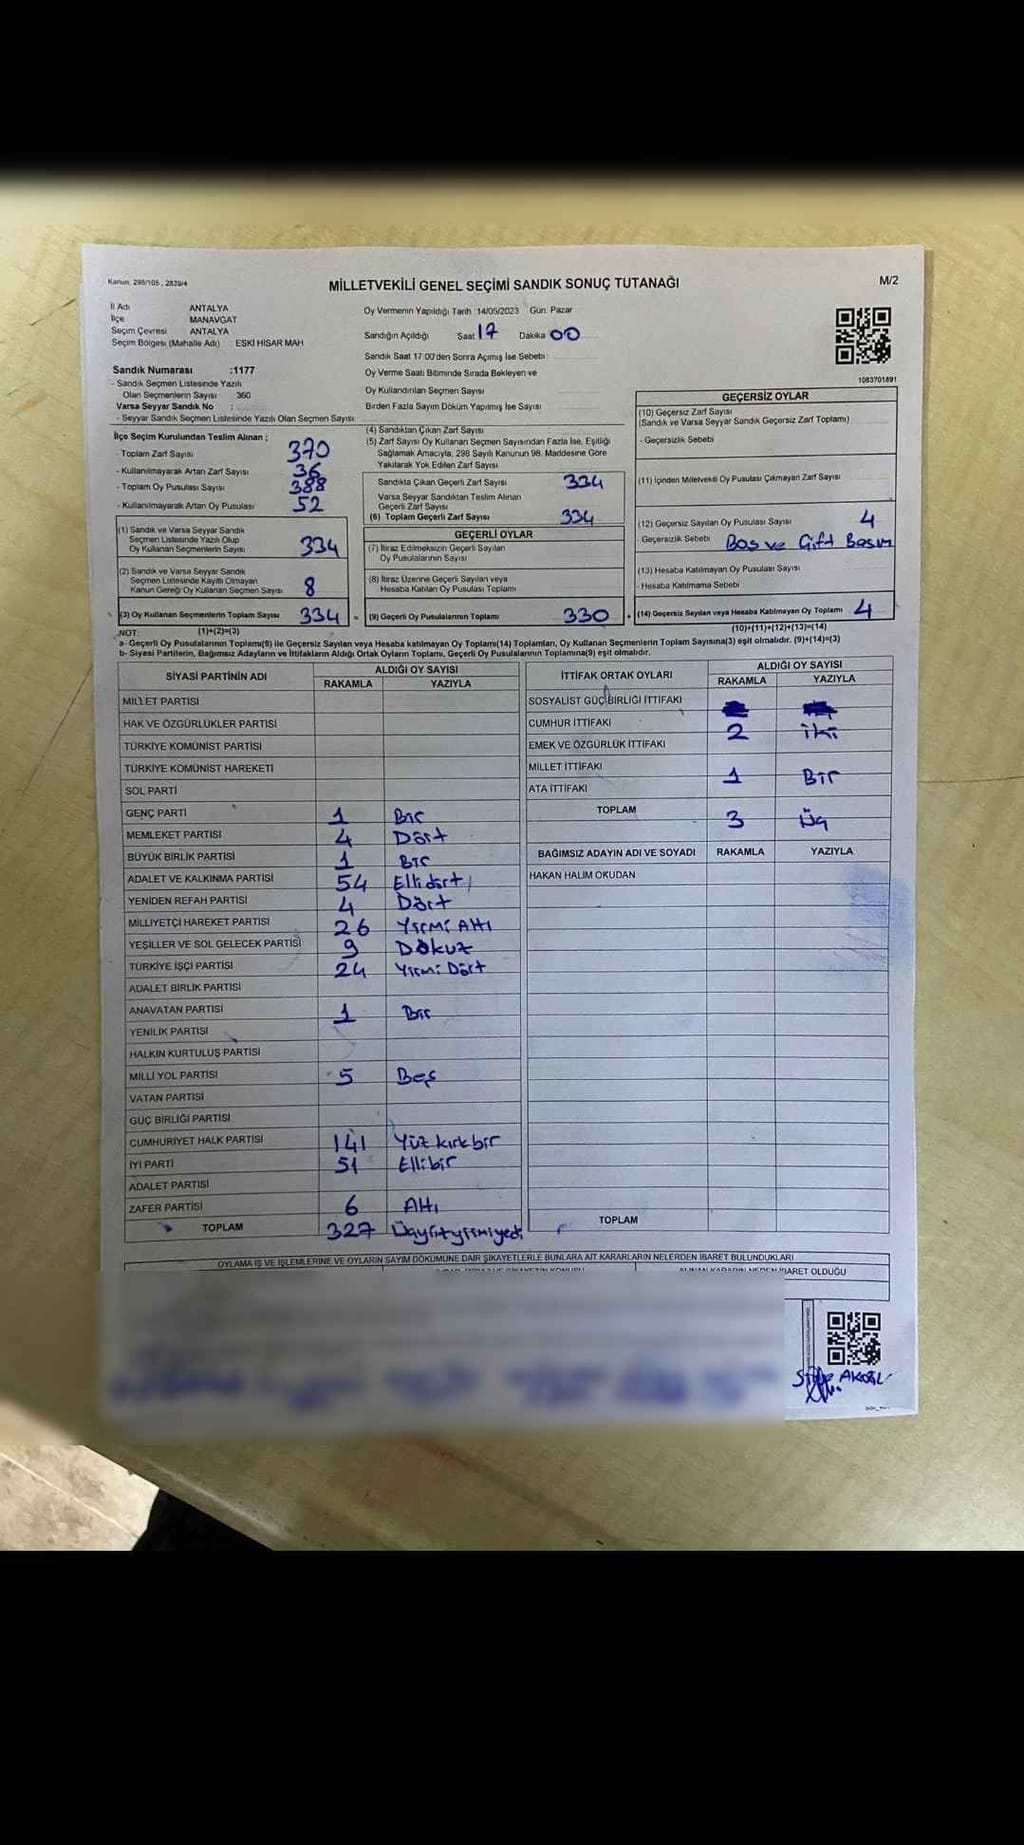 Kanun: 298/105 , 2839/4
MİLLETVEKİLİ GENEL SEÇİMİ SANDIK SONUÇ TUTANAĞI
M/2
İl Adı ANTALYA
İlçe MANAVGAT
Seçim Çevresi ANTALYA
Seçim Bölgesi (Mahalle Adı) : ESKİ HİSAR MAH
Oy Vermenin Yapıldığı Tarih :14/05/2023 Gün: Pazar
Sandığın Açıldığı Saat 17 Dakika 00
Sandık Saat 17:00'den Sonra Açımış İse Sebebi :
Oy Verme Saati Bitiminde Sırada Bekleyen ve
Oy Kullandırılan Seçmen Sayısı
Birden Fazla Sayım Döküm Yapılmış İse Sayısı
1083701891
Sandık Numarası :1177
- Sandık Seçmen Listesinde Yazılı
Olan Seçmenlerin Sayısı 360
Varsa Seyyar Sandık No :
- Seyyar Sandık Seçmen Listesinde Yazılı Olan Seçmen Sayısı
İlçe Seçim Kurulundan Teslim Alınan ;
- Toplam Zarf Sayısı 370
- Kullanılmayarak Artan Zarf Sayısı 36
- Toplam Oy Pusulası Sayısı 388
- Kullanılmayarak Artan Oy Pusulası 52
(1) Sandık ve Varsa Seyyar Sandık
Seçmen Listesinde Yazılı Olup
Oy Kullanan Seçmenlerin Sayısı 334
(2) Sandık ve Varsa Seyyar Sandık
Seçmen Listesinde Kayıtlı Olmayan
Kanun Gereği Oy Kullanan Seçmen Sayısı 8
(3) Oy Kullanan Seçmenlerin Toplam Sayısı 334 =
(1)+(2)=(3)
(4) Sandıktan Çıkan Zarf Sayısı
(5) Zarf Sayısı Oy Kullanan Seçmen Sayısından Fazla İse, Eşitliği
Sağlamak Amacıyla, 298 Sayılı Kanunun 98. Maddesine Göre
Yakılarak Yok Edilen Zarf Sayısı
Sandıkta Çıkan Geçerli Zarf Sayısı 334
Varsa Seyyar Sandıktan Teslim Alınan
Geçerli Zarf Sayısı
(6) Toplam Geçerli Zarf Sayısı 334
GEÇERLİ OYLAR
(7) İtiraz Edilmeksizin Geçerli Sayılan
Oy Pusulalarının Sayısı
(8) İtiraz Üzerine Geçerli Sayılan veya
Hesaba Katılan Oy Pusulası Toplamı
(9) Geçerli Oy Pusulalarının Toplamı 330 +
GEÇERSİZ OYLAR
(10) Geçersiz Zarf Sayısı
(Sandık ve Varsa Seyyar Sandık Geçersiz Zarf Toplamı)
- Geçersizlik Sebebi
(11) İçinden Milletvekili Oy Pusulası Çıkmayan Zarf Sayısı
(12) Geçersiz Sayılan Oy Pusulası Sayısı 4
- Geçersizlik Sebebi Boş ve Çift Basım
(13) Hesaba Katılmayan Oy Pusulası Sayısı
- Hesaba Katılmama Sebebi
(14) Geçersiz Sayılan veya Hesaba Katılmayan Oy Toplamı 4
(10)+(11)+(12)+(13)=(14)
NOT:
a- Geçerli Oy Pusulalarının Toplamı(9) ile Geçersiz Sayılan veya Hesaba katılmayan Oy Toplamı(14) Toplamları, Oy Kullanan Seçmenlerin Toplam Sayısına(3) eşit olmalıdır. (9)+(14)=(3)
b- Siyasi Partilerin, Bağımsız Adayların ve İttifakların Aldığı Ortak Oyların Toplamı, Geçerli Oy Pusulalarının Toplamına(9) eşit olmalıdır.
SİYASİ PARTİNİN ADI ALDIĞI OY SAYISI
RAKAMLA YAZIYLA
MİLLET PARTİSİ
HAK VE ÖZGÜRLÜKLER PARTİSİ
TÜRKİYE KOMÜNİST PARTİSİ
TÜRKİYE KOMÜNİST HAREKETİ
SOL PARTİ
GENÇ PARTİ 1 Bir
MEMLEKET PARTİSİ 4 Dört
BÜYÜK BİRLİK PARTİSİ 1 Bir
ADALET VE KALKINMA PARTİSİ 54 Ellidört
YENİDEN REFAH PARTİSİ 4 Dört
MİLLİYETÇİ HAREKET PARTİSİ 26 Yirmi Altı
YEŞİLLER VE SOL GELECEK PARTİSİ 9 Dokuz
TÜRKİYE İŞÇİ PARTİSİ 24 Yirmi Dört
ADALET BİRLİK PARTİSİ
ANAVATAN PARTİSİ 1 Bir
YENİLİK PARTİSİ
HALKIN KURTULUŞ PARTİSİ
MİLLİ YOL PARTİSİ 5 Beş
VATAN PARTİSİ
GÜÇ BİRLİĞİ PARTİSİ
CUMHURİYET HALK PARTİSİ 141 Yüz kırkbir
İYİ PARTİ 51 Ellibir
ADALET PARTİSİ
ZAFER PARTİSİ 6 Altı
TOPLAM 327 Üçyüzyirmiyedi
İTTİFAK ORTAK OYLARI ALDIĞI OY SAYISI
RAKAMLA YAZIYLA
SOSYALİST GÜÇBİRLİĞİ İTTİFAKI
CUMHUR İTTİFAKI 2 iki
EMEK VE ÖZGÜRLÜK İTTİFAKI
MİLLET İTTİFAKI 1 Bir
ATA İTTİFAKI
TOPLAM 3 Üç
BAĞIMSIZ ADAYIN ADI VE SOYADI RAKAMLA YAZIYLA
HAKAN HALİM OKUDAN
TOPLAM
OYLAMA İŞ VE İŞLEMLERİNE VE OYLARIN SAYIM DÖKÜMÜNE DAİR ŞİKAYETLERLE BUNLARA AİT KARARLARIN NELERDEN İBARET BULUNDUKLARI
ALINAN KARARIN NEDEN İBARET OLDUĞU